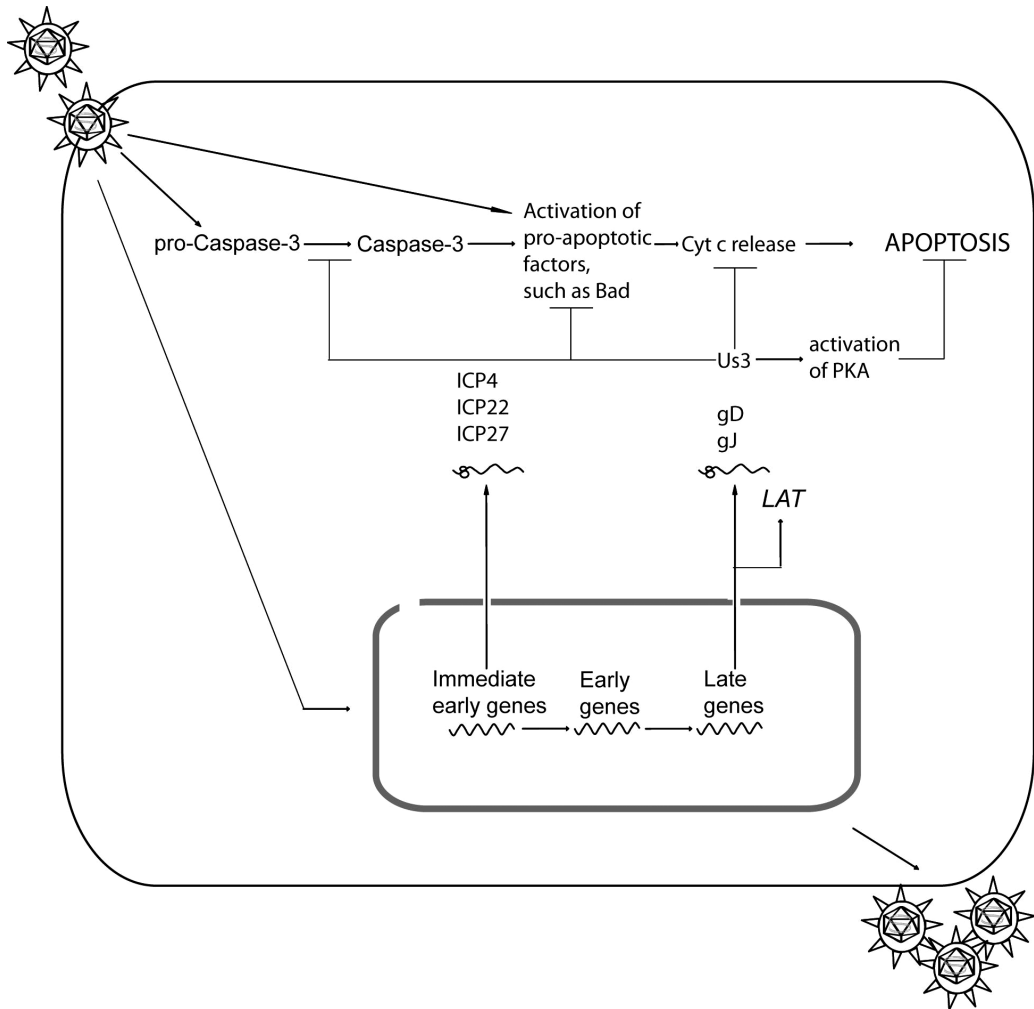 Activation of
pro-Caspase-3
Caspase-3
pro-apoptotic
factors,
such as Bad
Cyt c release
APOPTOSIS
Us3
activation
of PKA
ICP4
ICP22
ICP27
gD
gJ
LAT
Immediate
early genes
Early
genes
Late
genes